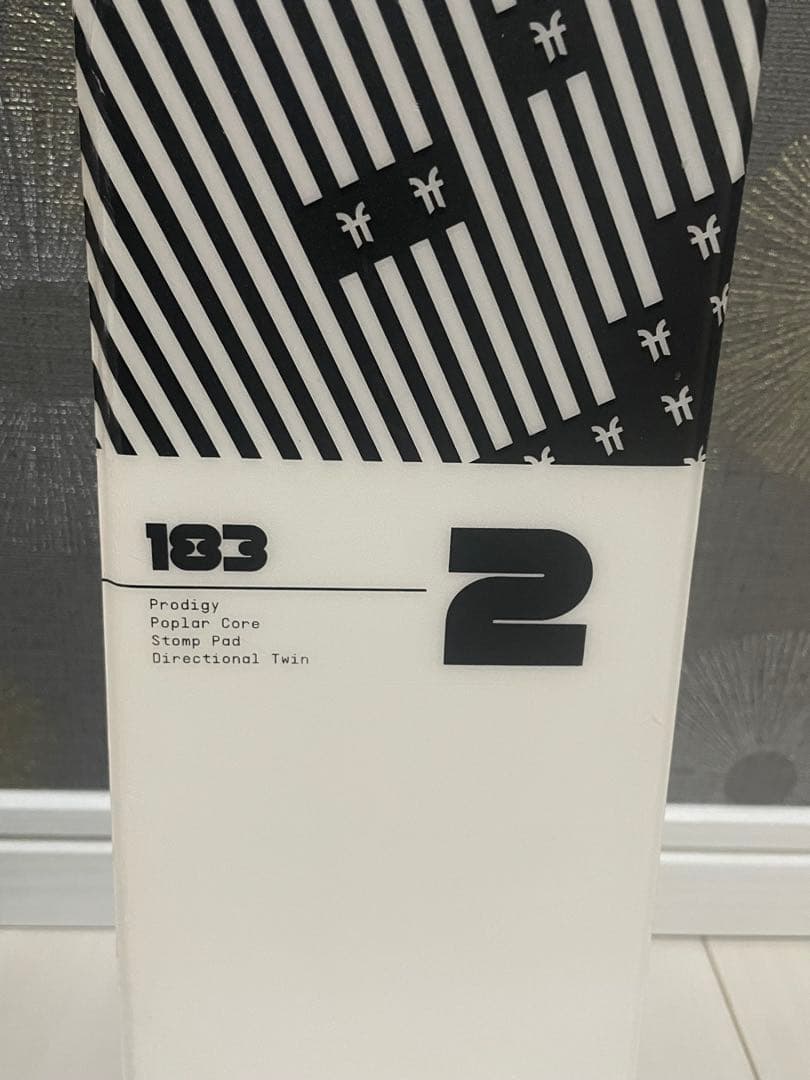 183
2
Prodigy
Poplar Core
Stomp Pad
Directional Twin